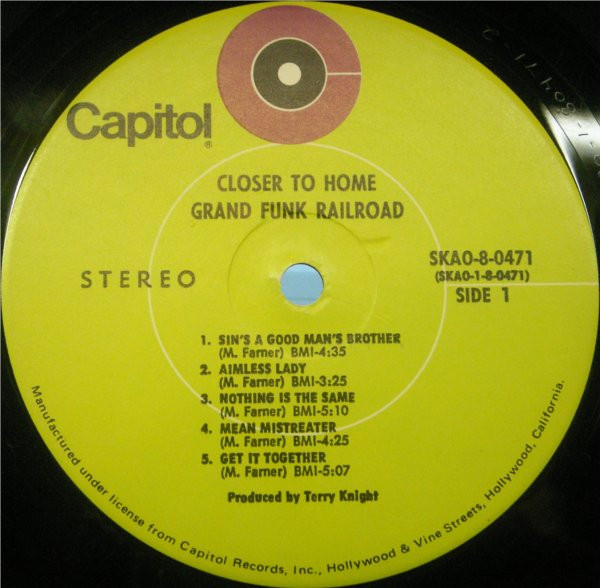 Capitol®
CLOSER TO HOME
GRAND FUNK RAILROAD
STEREO
SKAO-8-0471
(SKAO-1-8-0471)
SIDE 1
1. SIN'S A GOOD MAN'S BROTHER
(M. Farner) BMI-4:35
2. AIMLESS LADY
(M. Farner) BMI-3:25
3. NOTHING IS THE SAME
(M. Farner) BMI-5:10
4. MEAN MISTREATER
(M. Farner) BMI-4:25
5. GET IT TOGETHER
(M. Farner) BMI-5:07
Produced by Terry Knight
Manufactured under license from Capitol Records, Inc., Hollywood & Vine Streets, Hollywood, California.